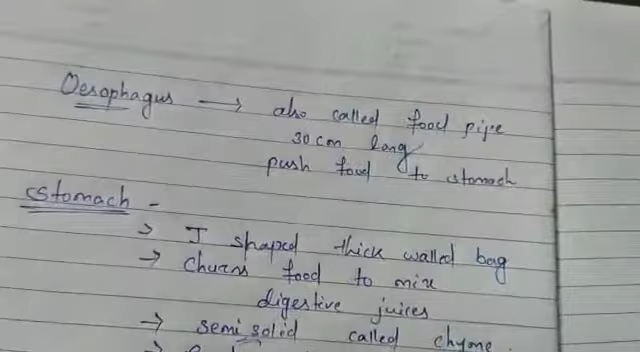 Oesophagus → also called food pipe
30 cm long
push food to stomach
Stomach -
→ J shaped thick walled bag
→ Churns food to mix
digestive juices
→ semi solid called chyme.
→